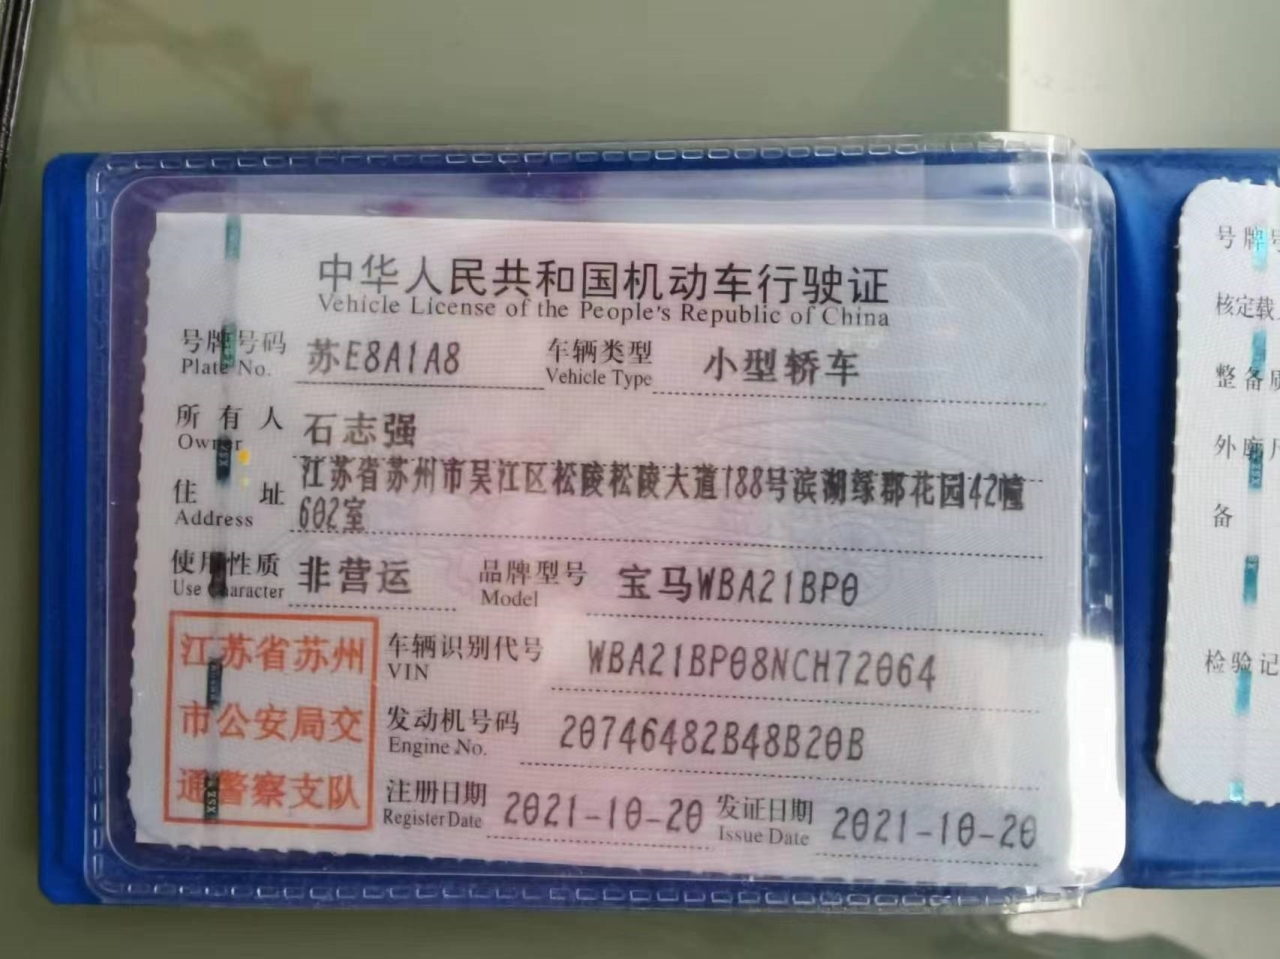 中华人民共和国机动车行驶证
Vehicle License of the People's Republic of China
号牌号码 苏E8A1A8 车辆类型 小型轿车
Plate No. Vehicle Type
所有人 石志强
Owner
住址 江苏省苏州市吴江区松陵松陵大道188号滨湖绿郡花园42幢
Address 602室
使用性质 非营运 品牌型号 宝马WBA21BP0
Use Character Model
江苏省苏州
市公安局交
通警察支队
车辆识别代号 WBA21BP08NCH72064
VIN
发动机号码 20746482B48B20B
Engine No.
注册日期 2021-10-20 发证日期 2021-10-20
Register Date Issue Date
号牌号
核定载
整备质
外廓尺
备
检验记